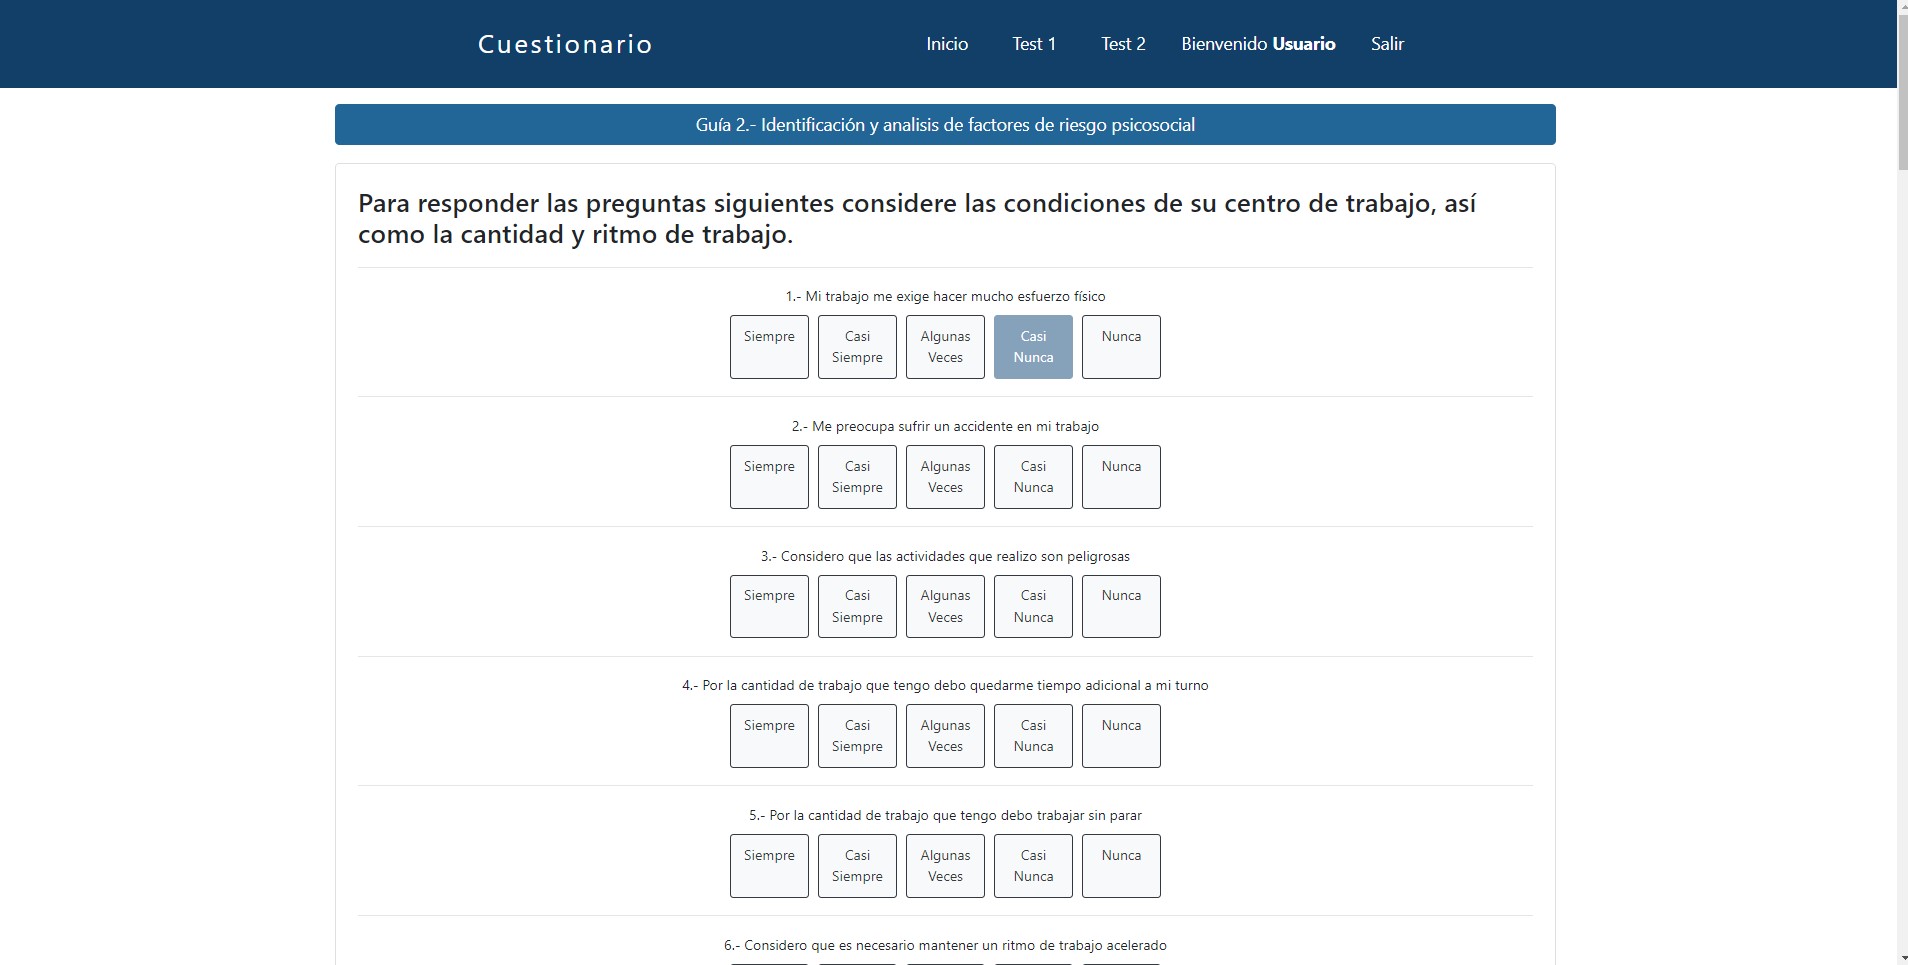 Cuestionario
Inicio Test 1 Test 2 Bienvenido Usuario Salir
Guía 2.- Identificación y analisis de factores de riesgo psicosocial
Para responder las preguntas siguientes considere las condiciones de su centro de trabajo, así
como la cantidad y ritmo de trabajo.
1.- Mi trabajo me exige hacer mucho esfuerzo físico
Siempre Casi Algunas Casi Nunca
Siempre Veces Nunca
2.- Me preocupa sufrir un accidente en mi trabajo
Siempre Casi Algunas Casi Nunca
Siempre Veces Nunca
3.- Considero que las actividades que realizo son peligrosas
Siempre Casi Algunas Casi Nunca
Siempre Veces Nunca
4.- Por la cantidad de trabajo que tengo debo quedarme tiempo adicional a mi turno
Siempre Casi Algunas Casi Nunca
Siempre Veces Nunca
5.- Por la cantidad de trabajo que tengo debo trabajar sin parar
Siempre Casi Algunas Casi Nunca
Siempre Veces Nunca
6.- Considero que es necesario mantener un ritmo de trabajo acelerado